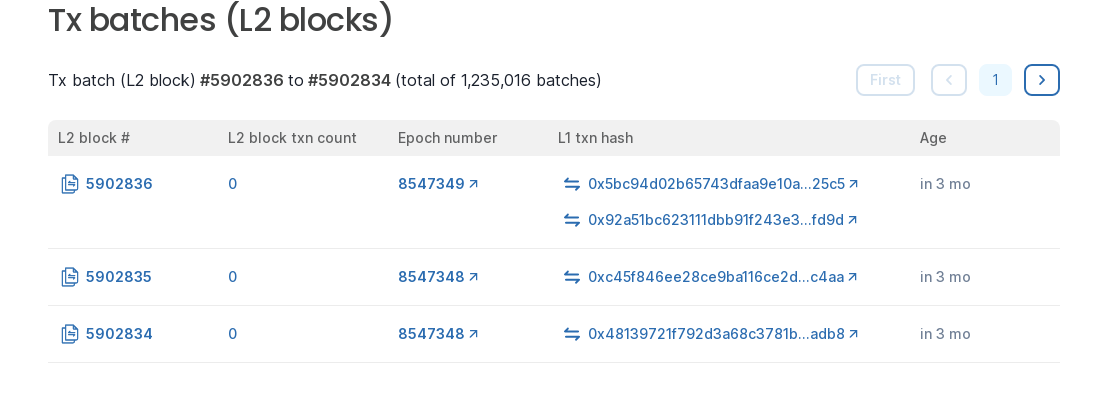 Tx batches (L2 blocks)
Tx batch (L2 block) #5902836 to #5902834 (total of 1,235,016 batches)
First
1
L2 block # L2 block txn count Epoch number L1 txn hash Age
5902836 0 8547349 0x5bc94d02b65743dfaa9e10a...25c5 in 3 mo
0x92a51bc623111dbb91f243e3...fd9d
5902835 0 8547348 0xc45f846ee28ce9ba116ce2d...c4aa in 3 mo
5902834 0 8547348 0x48139721f792d3a68c3781b...adb8 in 3 mo